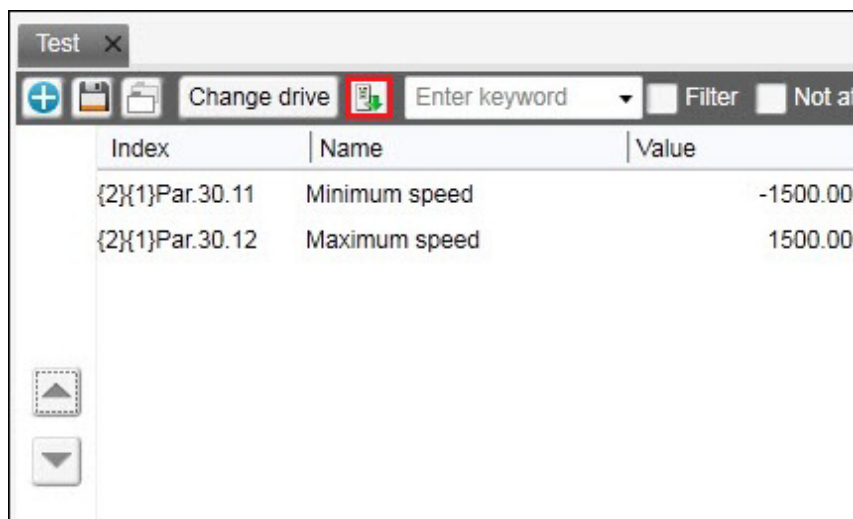 Test
Change drive Enter keyword Filter Not at
Index Name Value
{2}{1}Par.30.11 Minimum speed -1500.00
{2}{1}Par.30.12 Maximum speed 1500.00